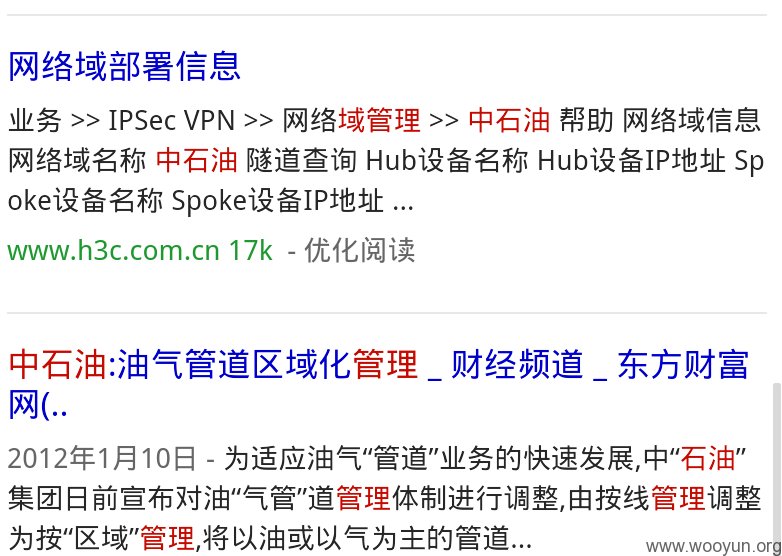 网络域部署信息
业务 >> IPSec VPN >> 网络域管理 >> 中石油 帮助 网络域信息
网络域名称 中石油 隧道查询 Hub设备名称 Hub设备IP地址 Sp
oke设备名称 Spoke设备IP地址 ...
www.h3c.com.cn 17k - 优化阅读
中石油:油气管道区域化管理 _ 财经频道 _ 东方财富
网(..
2012年1月10日 - 为适应油气“管道”业务的快速发展,中“石油”
集团日前宣布对油“气管”道管理体制进行调整,由按线管理调整
为按“区域”管理,将以油或以气为主的管道...
www.wooyun.org